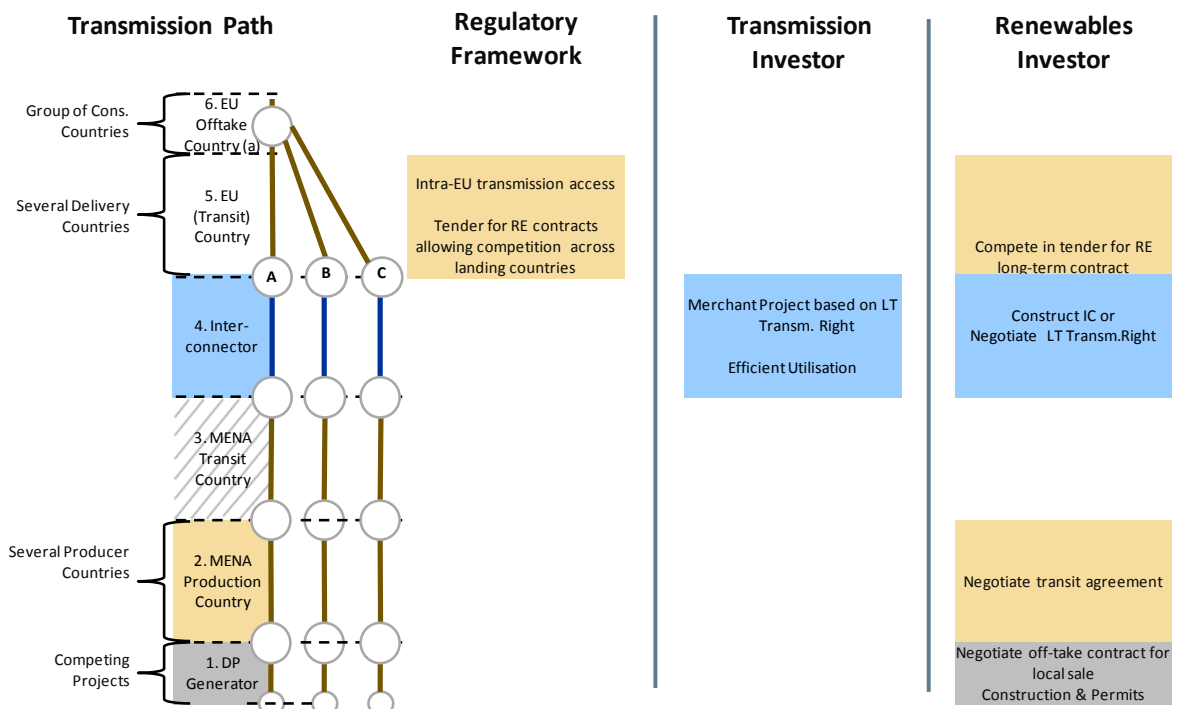 Transmission Path
Regulatory
Framework
Transmission
Investor
Renewables
Investor
Group of Cons.
Countries
6. EU
Offtake
Country (a)
Several Delivery
Countries
5. EU
(Transit)
Country
Intra-EU transmission access
Tender for RE contracts
allowing competition across
landing countries
Compete in tender for RE
long-term contract
A
B
C
4. Inter-
connector
Merchant Project based on LT
Transm. Right
Efficient Utilisation
Construct IC or
Negotiate LT Transm.Right
3. MENA
Transit
Country
Several Producer
Countries
2. MENA
Production
Country
Negotiate transit agreement
Competing
Projects
1. DP
Generator
Negotiate off-take contract for
local sale
Construction & Permits